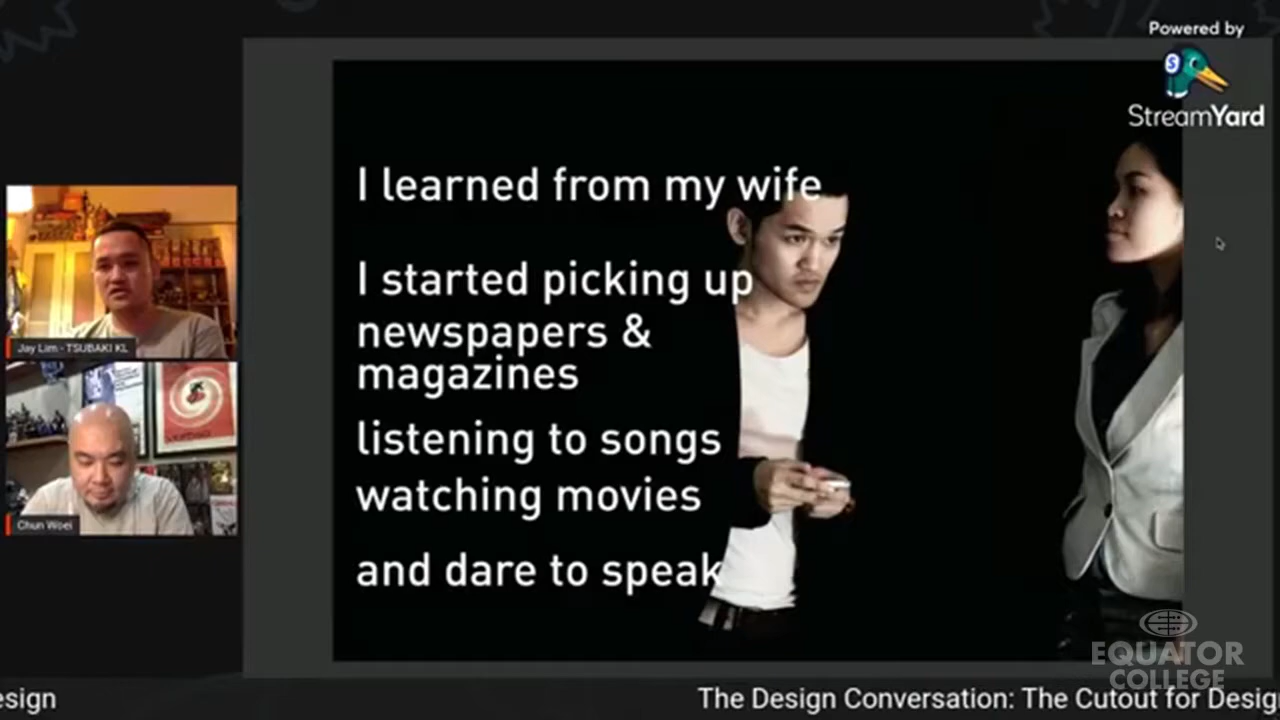 Powered by
S
StreamYard
I learned from my wife
I started picking up
newspapers &
magazines
listening to songs
watching movies
and dare to speak
Jay Lim - TSUBAKI KL
Chun Woei
EQUATOR
COLLEGE
esign
The Design Conversation: The Cutout for Desig